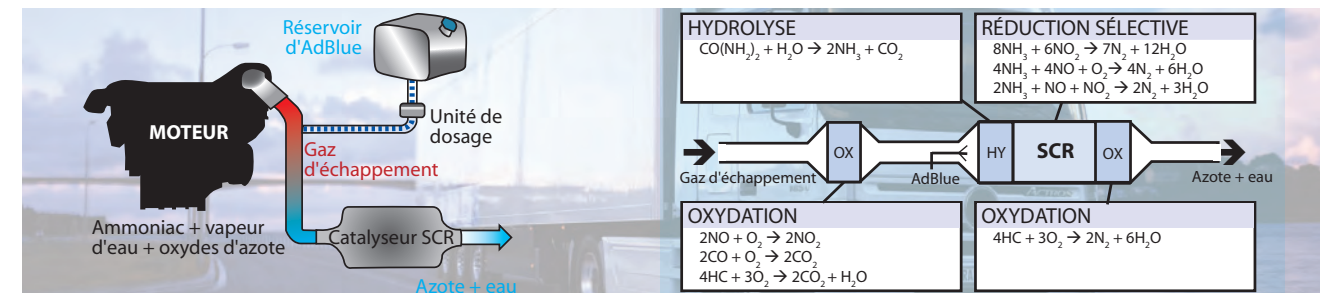 Réservoir
d'AdBlue
MOTEUR
Unité de
dosage
Gaz
d'échappement
Ammoniac + vapeur
d'eau + oxydes d'azote
Catalyseur SCR
Azote + eau
HYDROLYSE
CO(NH₂)₂ + H₂O → 2NH₃ + CO₂
RÉDUCTION SÉLECTIVE
8NH₃ + 6NO₂ → 7N₂ + 12H₂O
4NH₃ + 4NO + O₂ → 4N₂ + 6H₂O
2NH₃ + NO + NO₂ → 2N₂ + 3H₂O
Gaz d'échappement
OX
AdBlue
HY
SCR
OX
Azote + eau
OXYDATION
2NO + O₂ → 2NO₂
2CO + O₂ → 2CO₂
4HC + 3O₂ → 2CO₂ + H₂O
OXYDATION
4HC + 3O₂ → 2N₂ + 6H₂O